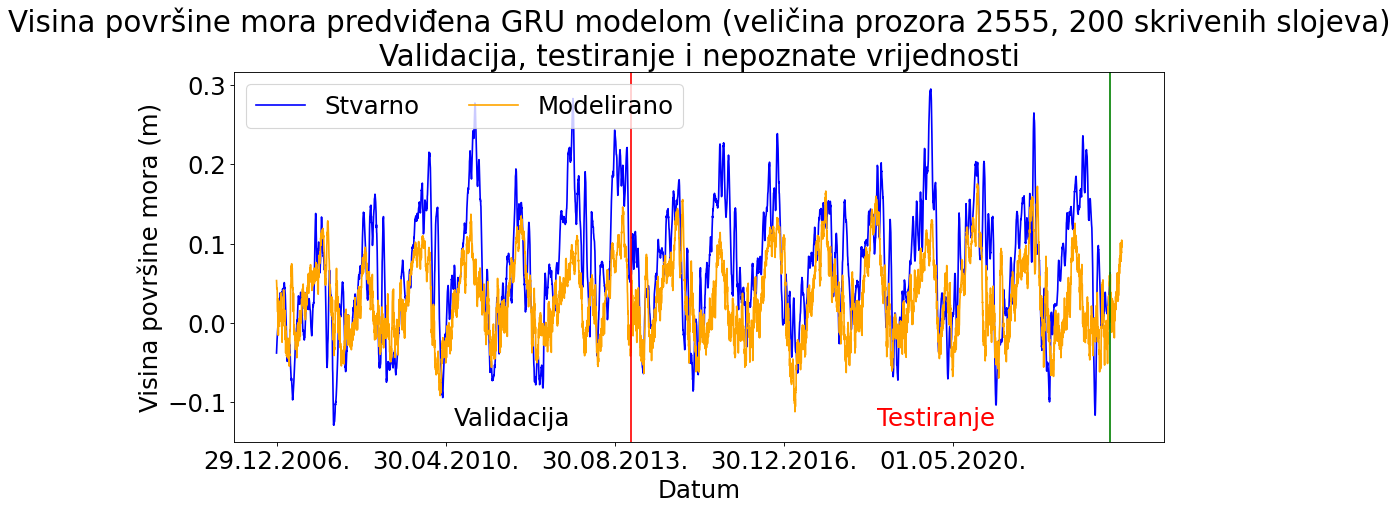 Visina površine mora predviđena GRU modelom (veličina prozora 2555, 200 skrivenih slojeva)
Validacija, testiranje i nepoznate vrijednosti
Stvarno
Modelirano
Visina površine mora (m)
0.3
0.2
0.1
0.0
−0.1
Validacija
Testiranje
29.12.2006.
30.04.2010.
30.08.2013.
30.12.2016.
01.05.2020.
Datum